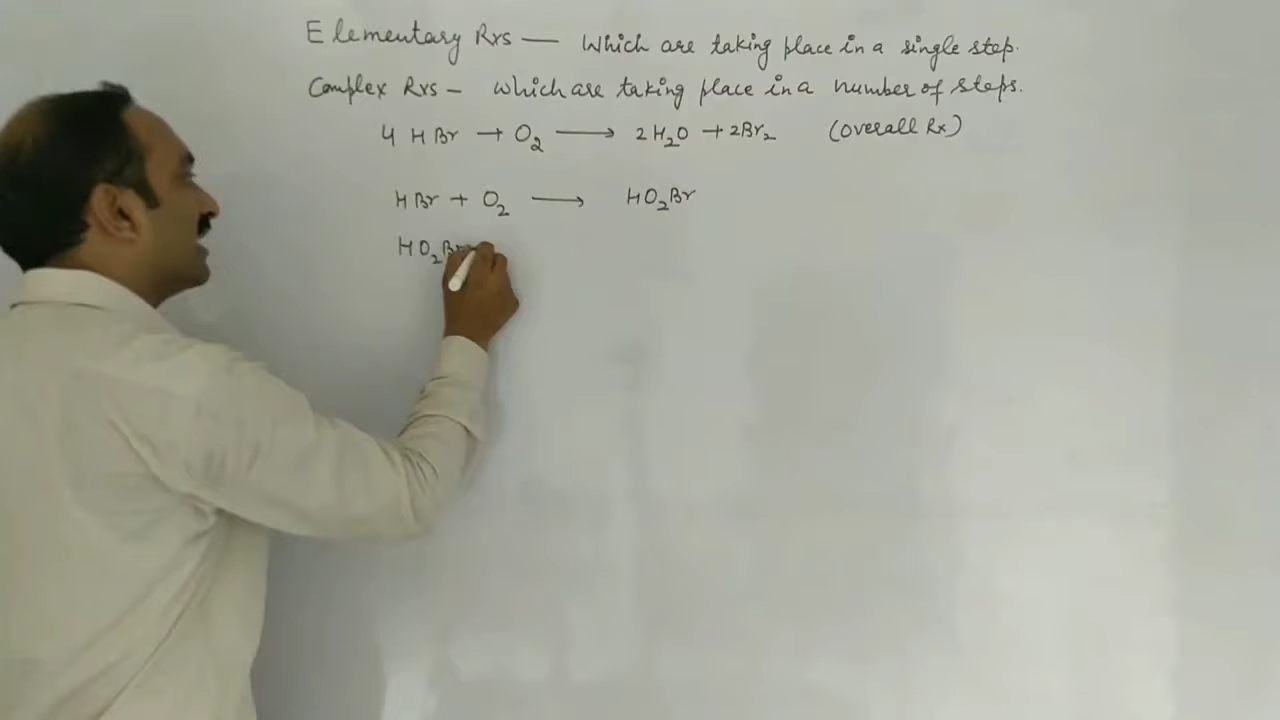 Elementary Rxs — Which are taking place in a single step.
Complex Rxs – which are taking place in a number of steps.
4 HBr + O₂ ⟶ 2H₂O + 2Br₂ (Overall Rx)
HBr + O₂ ⟶ HO₂Br
HO₂Br